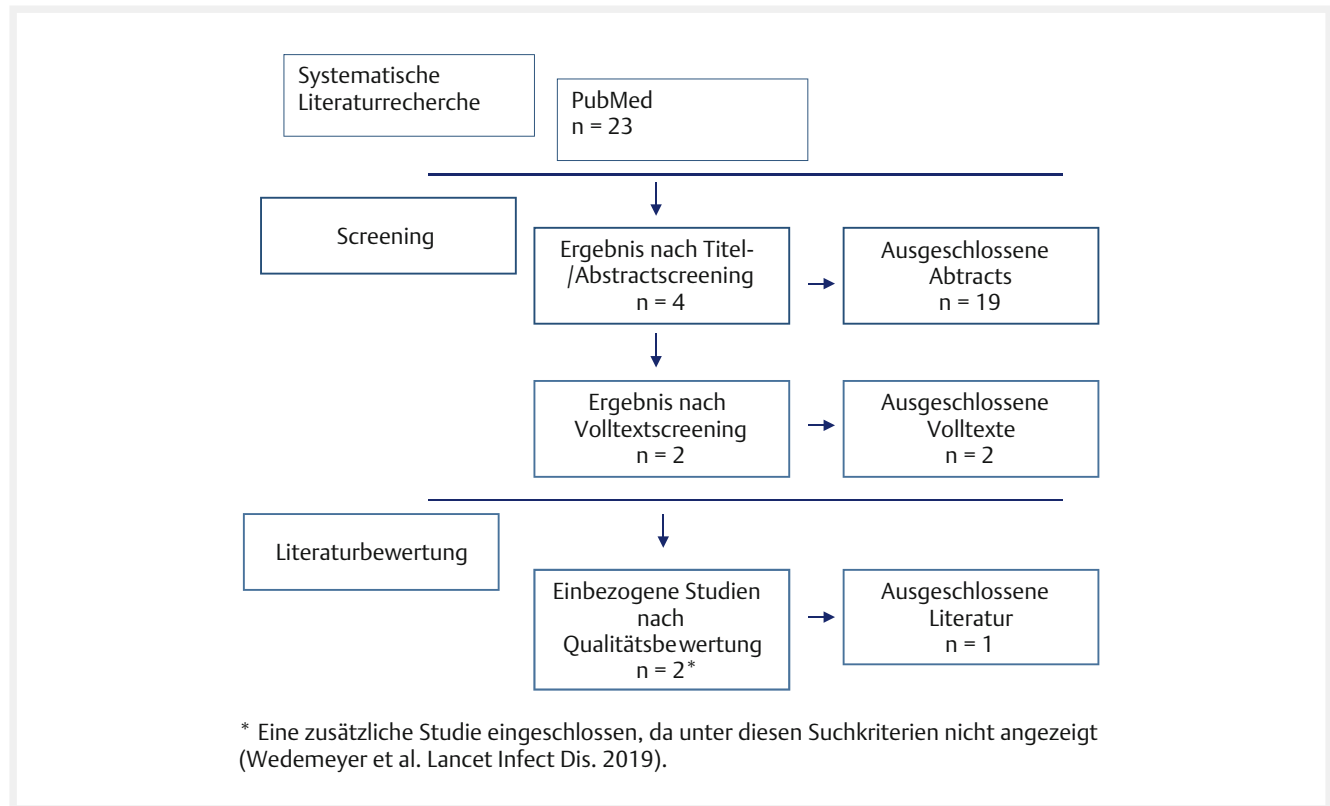 Systematische
Literaturrecherche
PubMed
n = 23
Screening
Ergebnis nach Titel-
/Abstractscreening
n = 4
Ausgeschlossene
Abtracts
n = 19
Ergebnis nach
Volltextscreening
n = 2
Ausgeschlossene
Volltexte
n = 2
Literaturbewertung
Einbezogene Studien
nach
Qualitätsbewertung
n = 2*
Ausgeschlossene
Literatur
n = 1
* Eine zusätzliche Studie eingeschlossen, da unter diesen Suchkriterien nicht angezeigt
(Wedemeyer et al. Lancet Infect Dis. 2019).